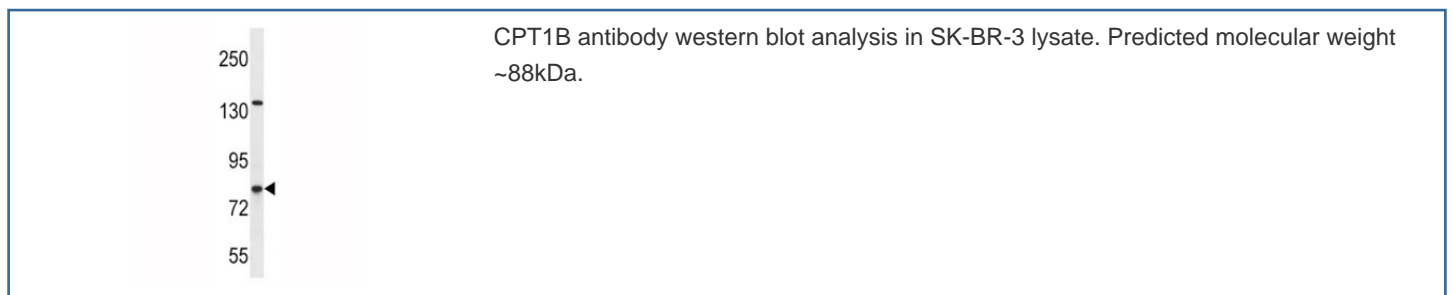 250
130
95
72
55
CPT1B antibody western blot analysis in SK-BR-3 lysate. Predicted molecular weight
~88kDa.